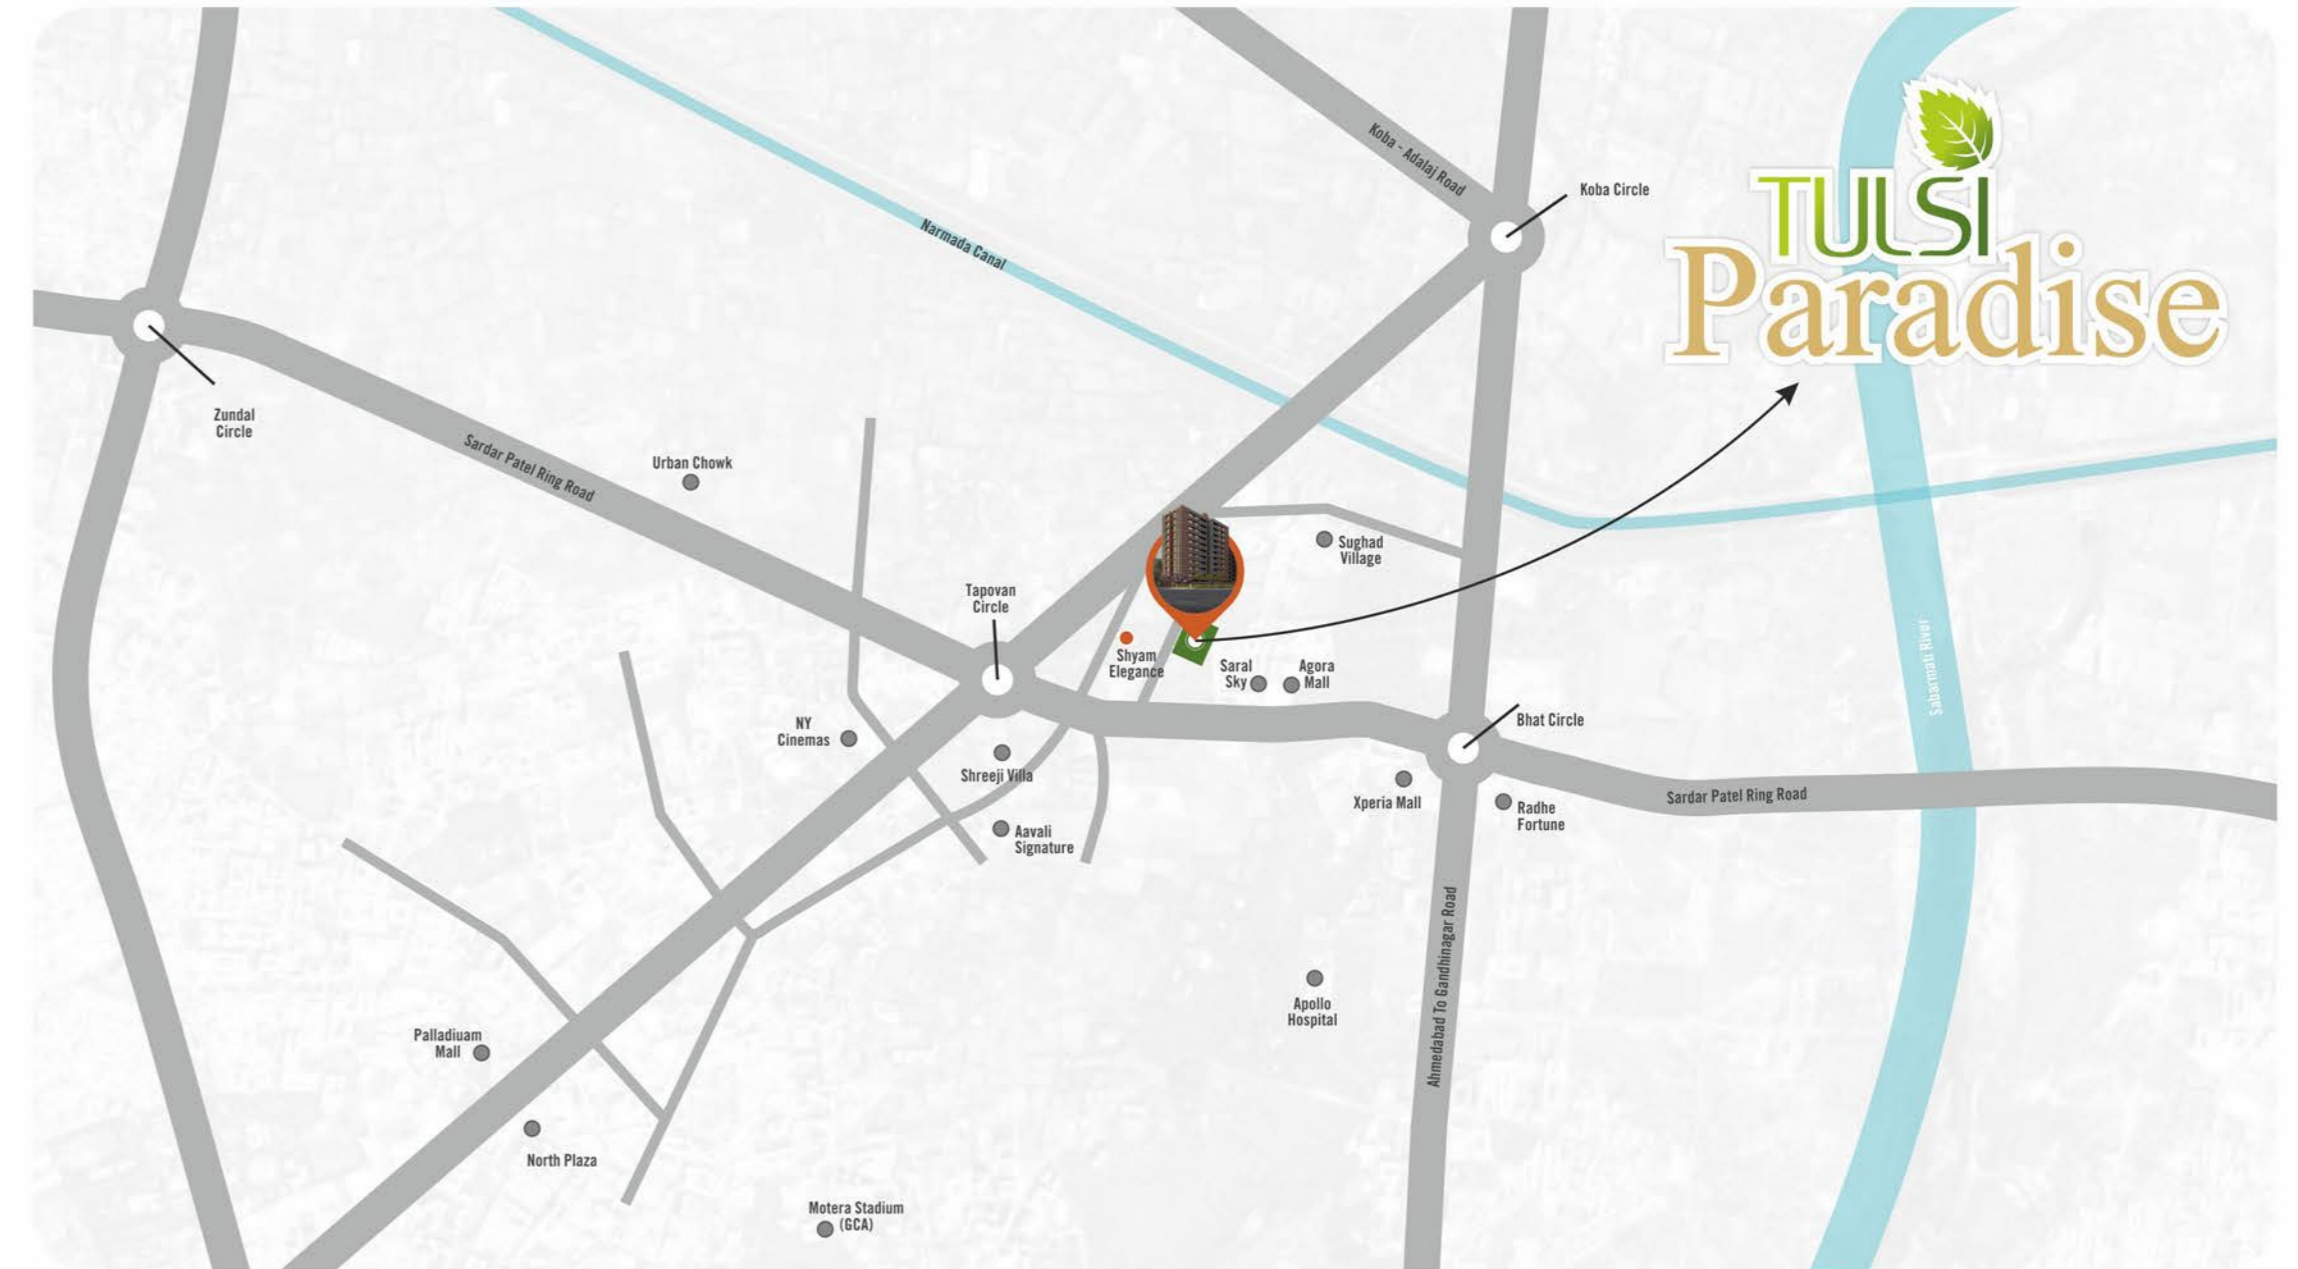 Koba - Adalaj Road
Koba Circle
TULSI
Paradise
Narmada Canal
Zundal
Circle
Sardar Patel Ring Road
Urban Chowk
Sughad
Village
Tapovan
Circle
Shyam
Elegance
Saral
Sky
Agora
Mall
Sabarmati River
NY
Cinemas
Bhat Circle
Shreeji Villa
Xperia Mall
Radhe
Fortune
Sardar Patel Ring Road
Aavali
Signature
Ahmedabad To Gandhinagar Road
Apollo
Hospital
Palladiuam
Mall
North Plaza
Motera Stadium
(GCA)